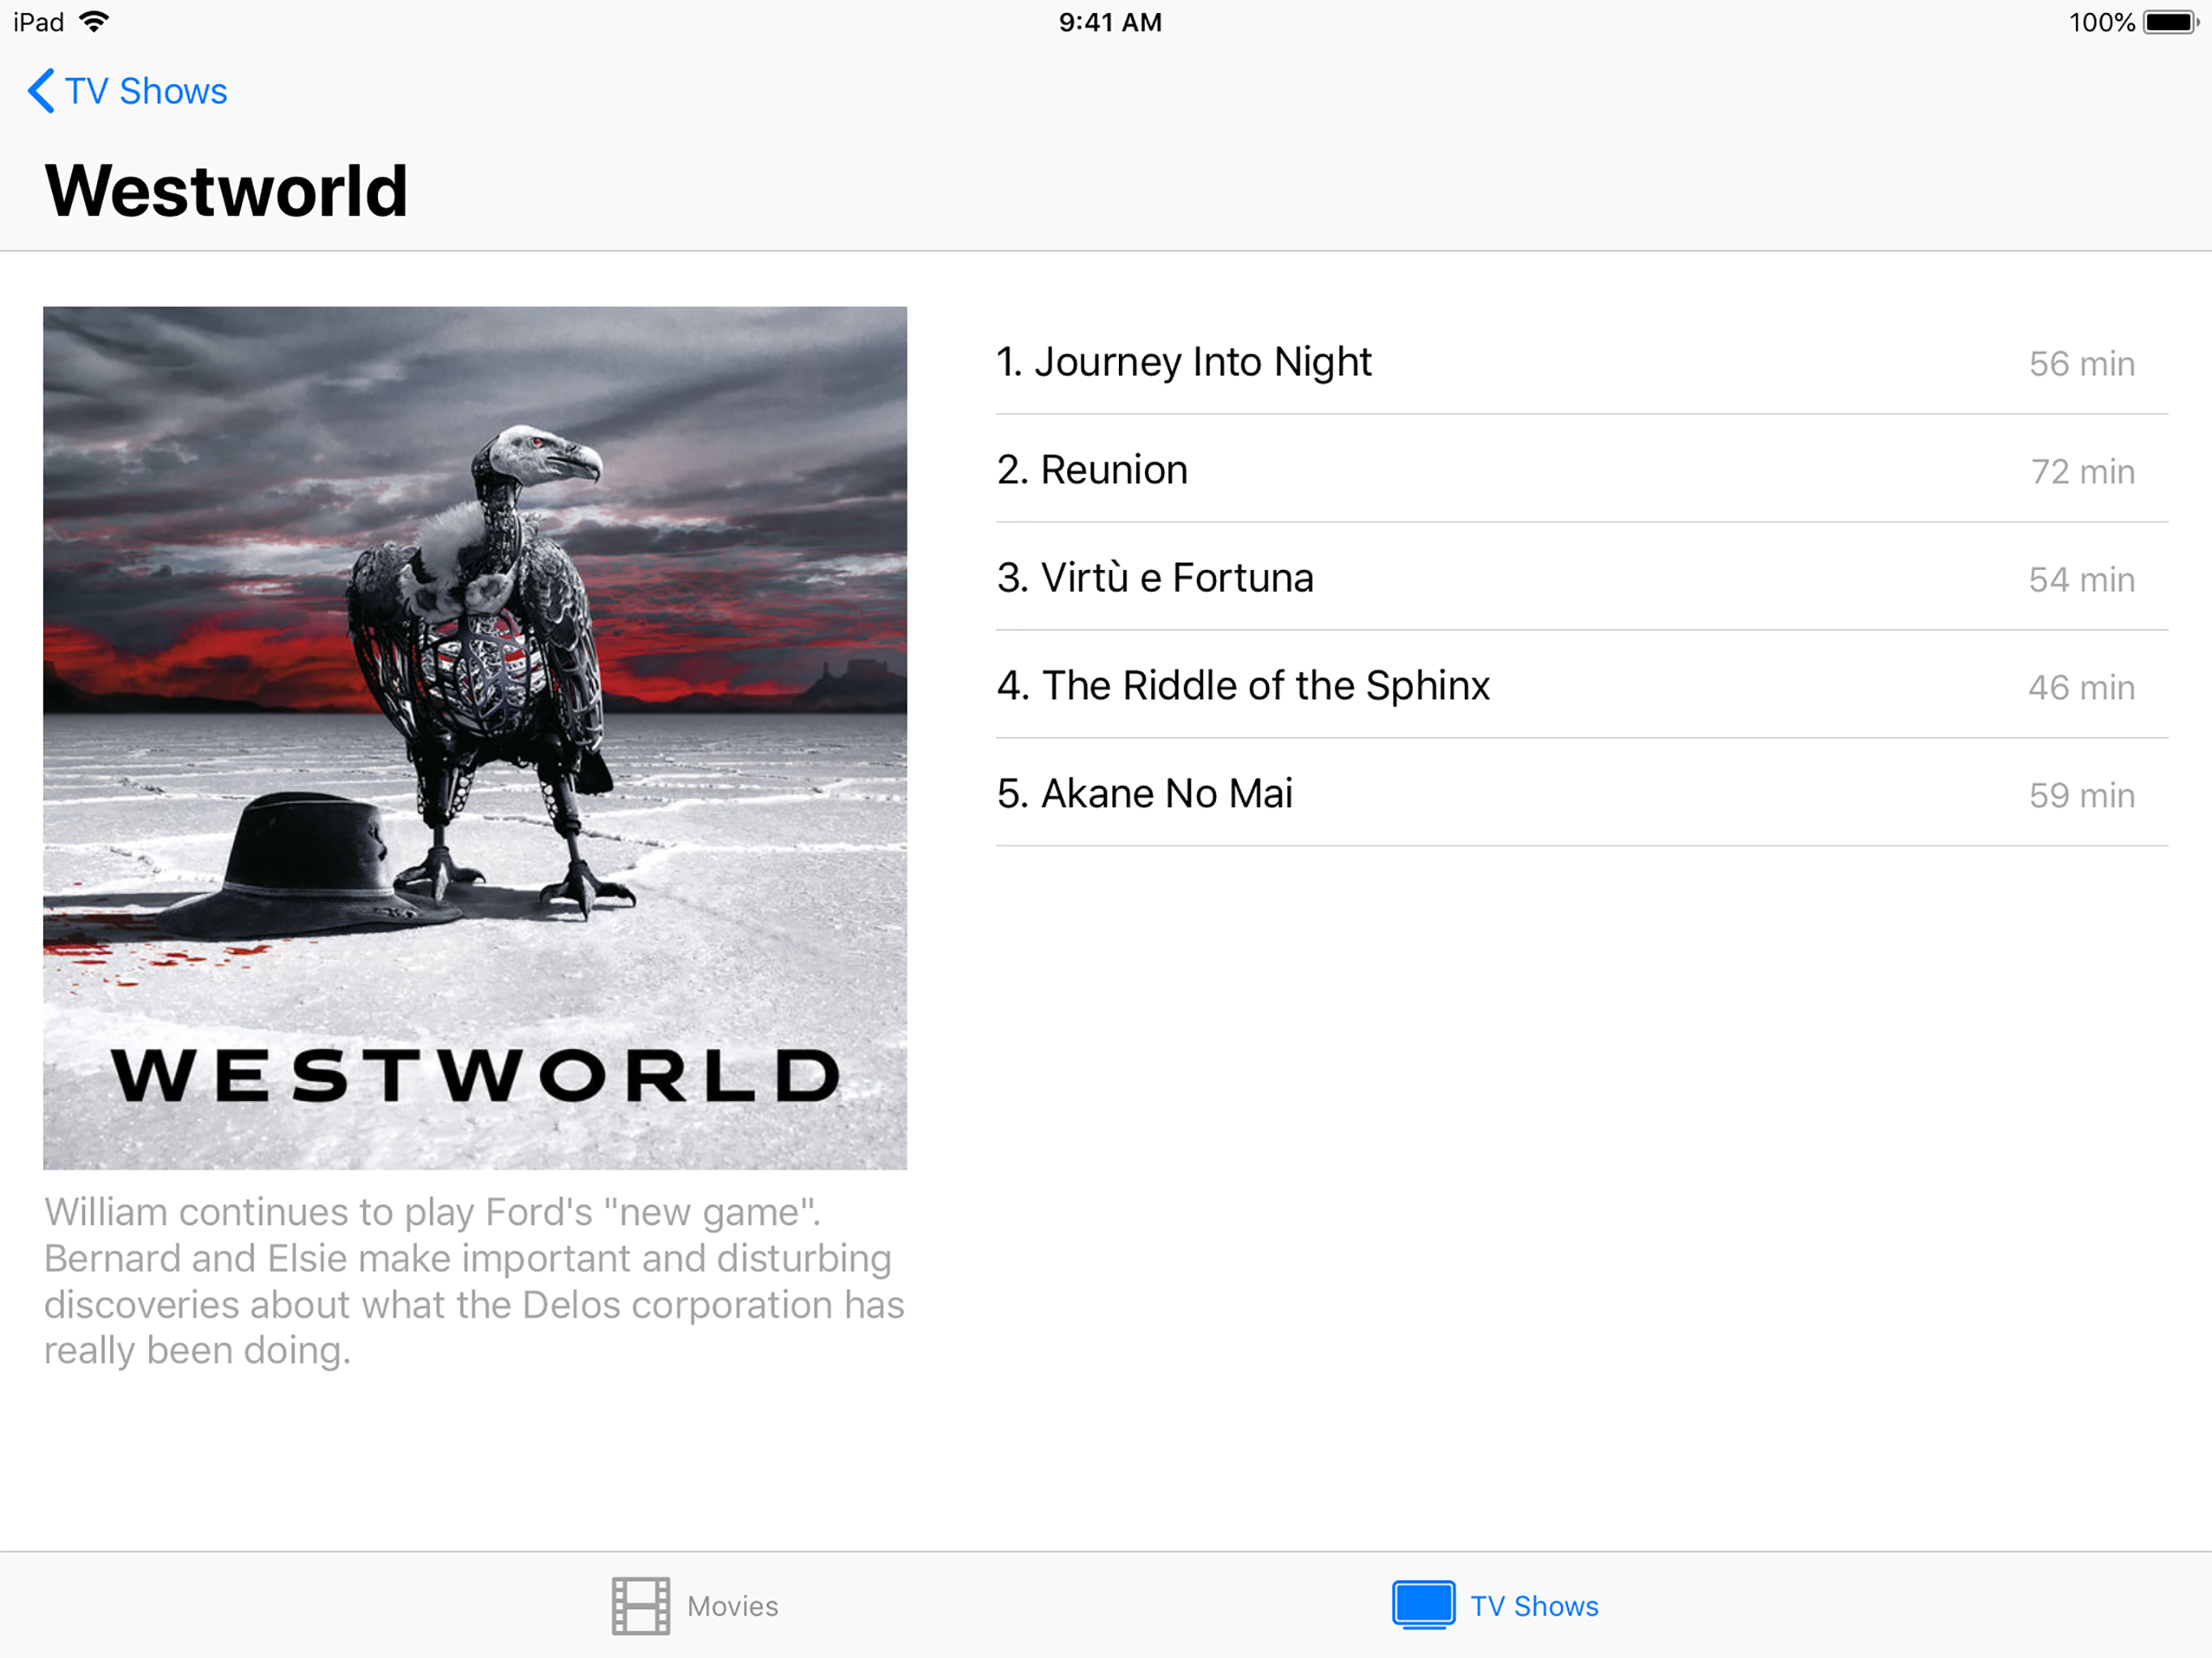 iPad
9:41 AM
100%
TV Shows
Westworld
WESTWORLD
William continues to play Ford's "new game".
Bernard and Elsie make important and disturbing
discoveries about what the Delos corporation has
really been doing.
1. Journey Into Night 56 min
2. Reunion 72 min
3. Virtù e Fortuna 54 min
4. The Riddle of the Sphinx 46 min
5. Akane No Mai 59 min
Movies
TV Shows